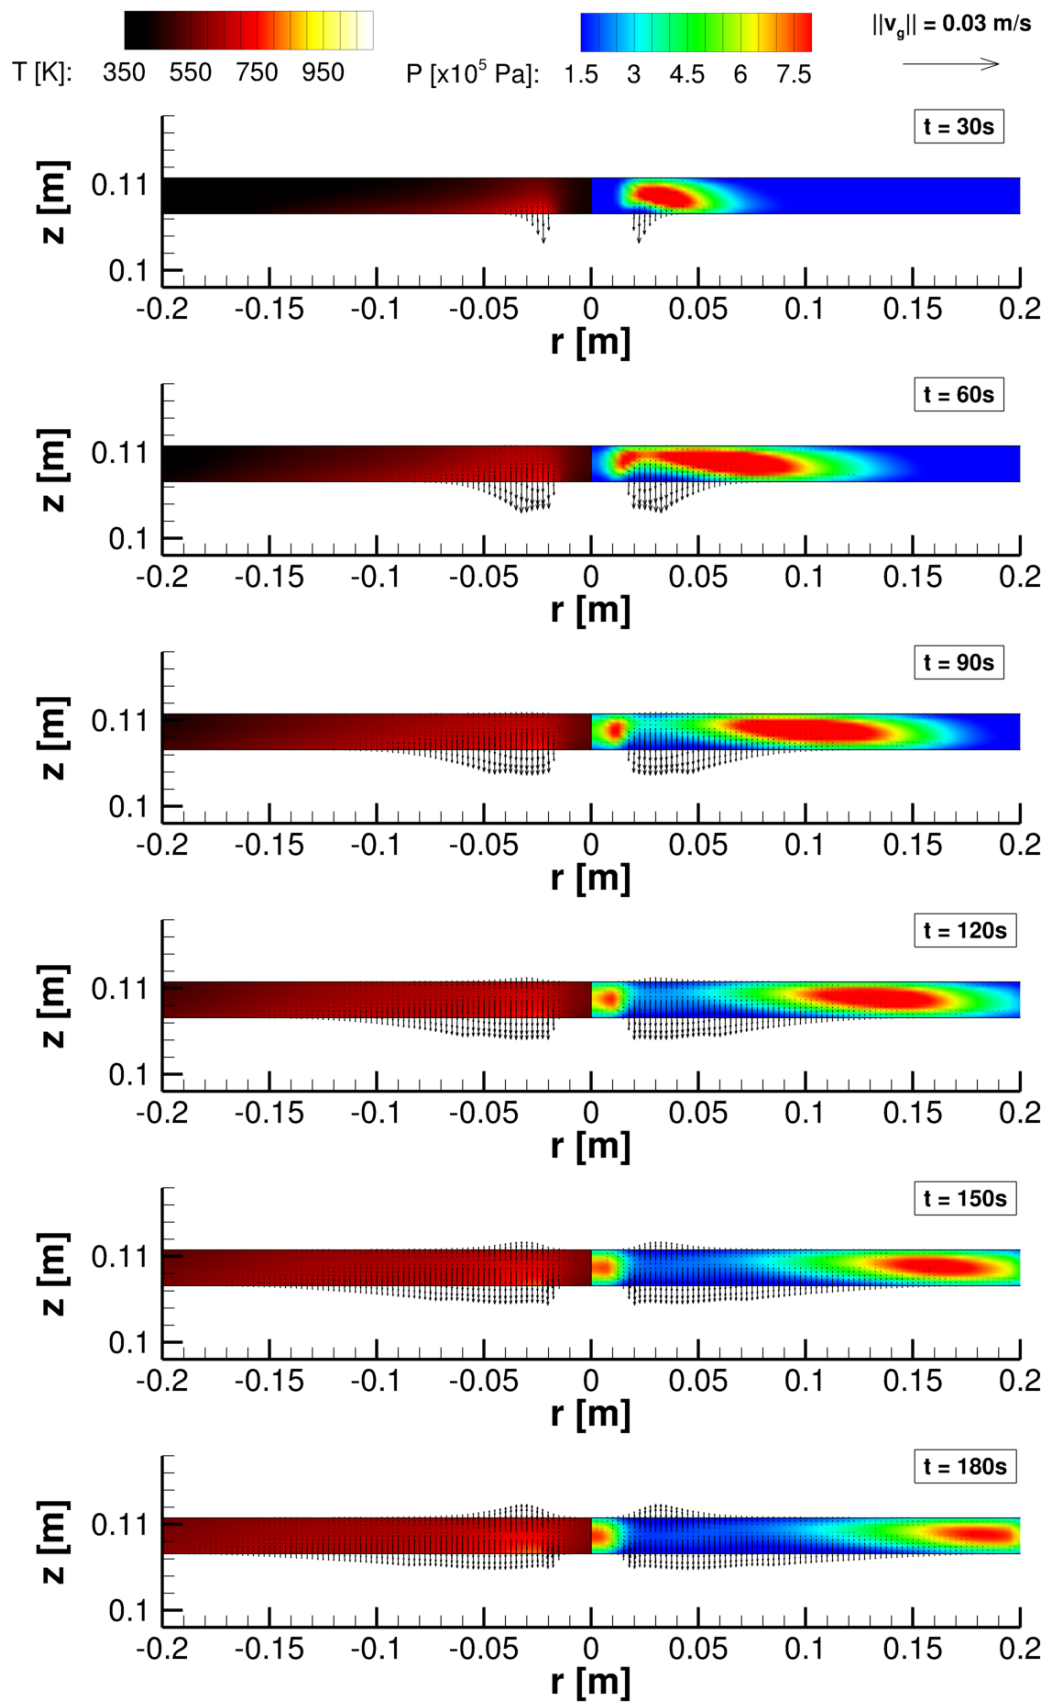 ||v_g|| = 0.03 m/s
T [K]: 350 550 750 950 P [x10^5 Pa]: 1.5 3 4.5 6 7.5
t = 30s
z [m]
0.11
0.1
-0.2 -0.15 -0.1 -0.05 0 0.05 0.1 0.15 0.2
r [m]
t = 60s
z [m]
0.11
0.1
-0.2 -0.15 -0.1 -0.05 0 0.05 0.1 0.15 0.2
r [m]
t = 90s
z [m]
0.11
0.1
-0.2 -0.15 -0.1 -0.05 0 0.05 0.1 0.15 0.2
r [m]
t = 120s
z [m]
0.11
0.1
-0.2 -0.15 -0.1 -0.05 0 0.05 0.1 0.15 0.2
r [m]
t = 150s
z [m]
0.11
0.1
-0.2 -0.15 -0.1 -0.05 0 0.05 0.1 0.15 0.2
r [m]
t = 180s
z [m]
0.11
0.1
-0.2 -0.15 -0.1 -0.05 0 0.05 0.1 0.15 0.2
r [m]